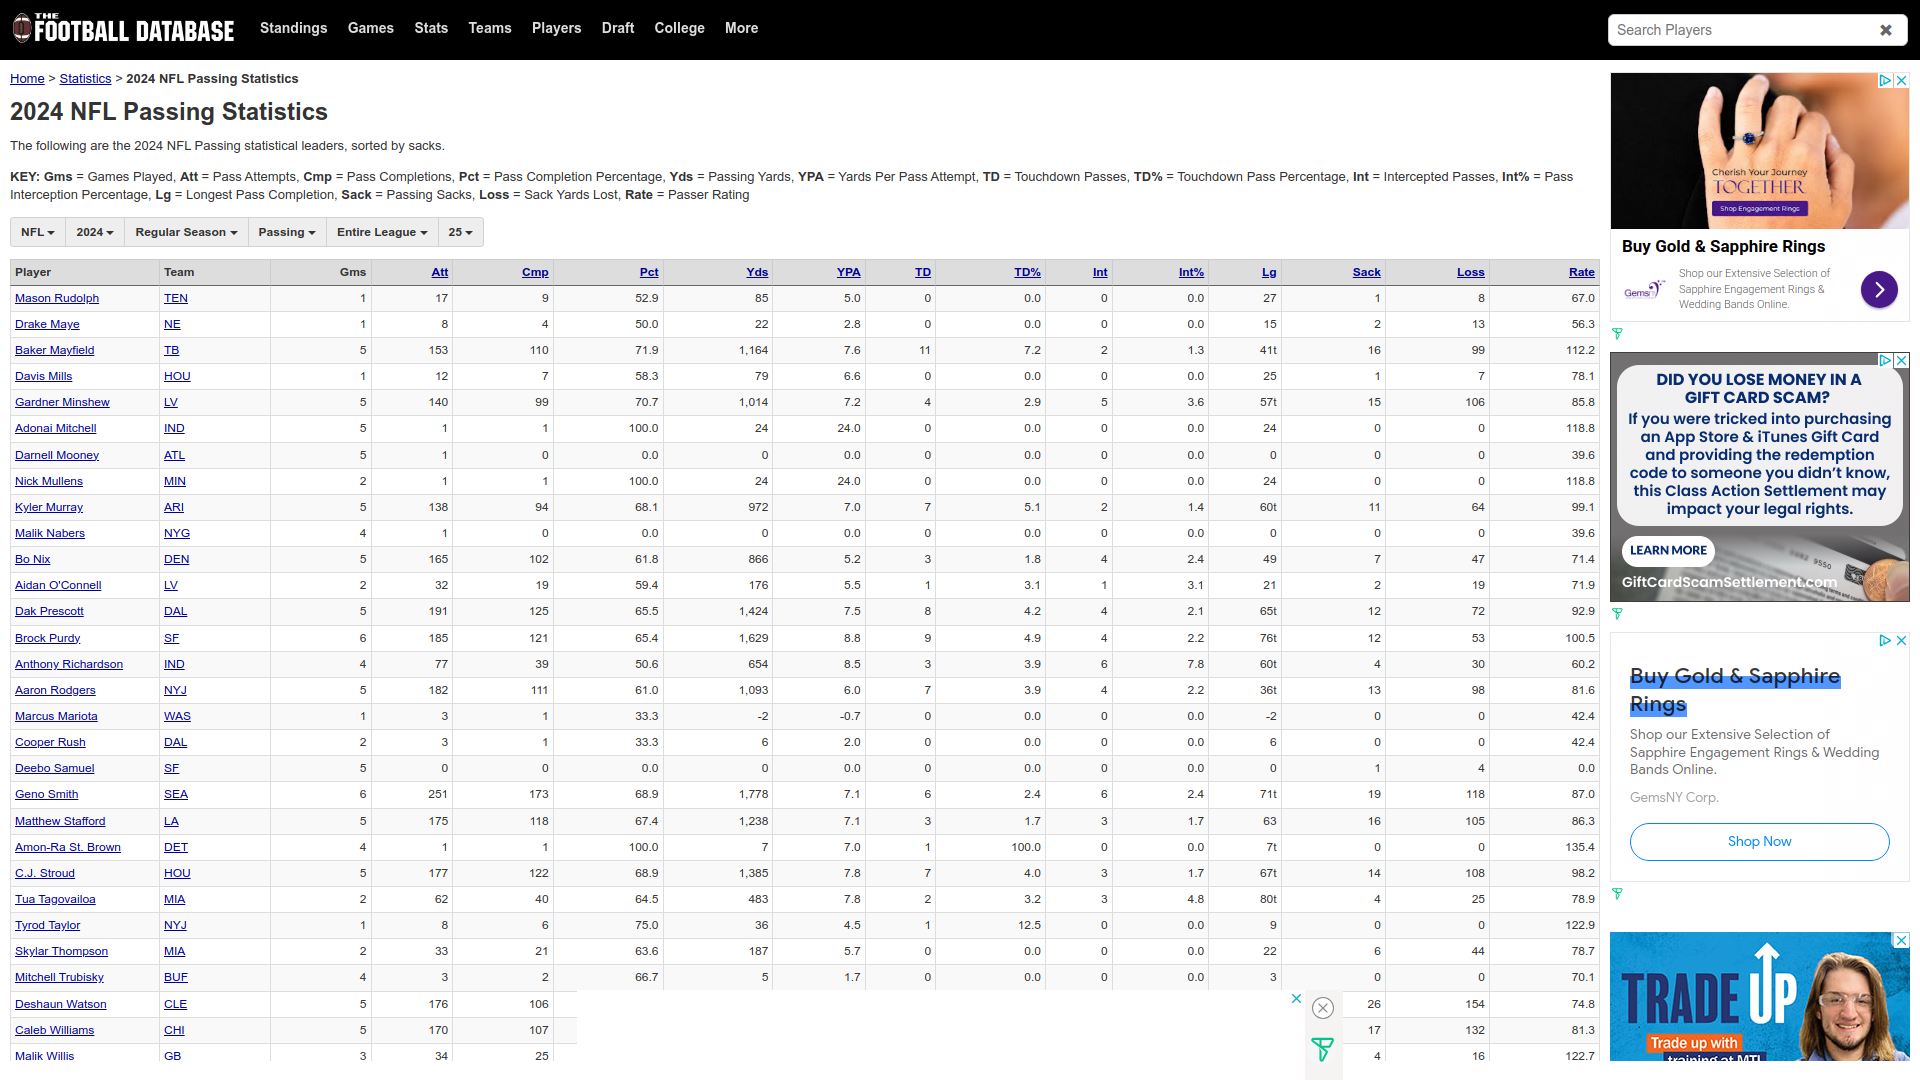 THE
FOOTBALL DATABASE
Standings Games Stats Teams Players Draft College More
Search Players ✖
Home > Statistics > 2024 NFL Passing Statistics
2024 NFL Passing Statistics
The following are the 2024 NFL Passing statistical leaders, sorted by sacks.
KEY: Gms = Games Played, Att = Pass Attempts, Cmp = Pass Completions, Pct = Pass Completion Percentage, Yds = Passing Yards, YPA = Yards Per Pass Attempt, TD = Touchdown Passes, TD% = Touchdown Pass Percentage, Int = Intercepted Passes, Int% = Pass
Interception Percentage, Lg = Longest Pass Completion, Sack = Passing Sacks, Loss = Sack Yards Lost, Rate = Passer Rating
NFL 2024 Regular Season Passing Entire League 25
Player Team Gms Att Cmp Pct Yds YPA TD TD% Int Int% Lg Sack Loss Rate
Mason Rudolph TEN 1 17 9 52.9 85 5.0 0 0.0 0 0.0 27 1 8 67.0
Drake Maye NE 1 8 4 50.0 22 2.8 0 0.0 0 0.0 15 2 13 56.3
Baker Mayfield TB 5 153 110 71.9 1,164 7.6 11 7.2 2 1.3 41t 16 99 112.2
Davis Mills HOU 1 12 7 58.3 79 6.6 0 0.0 0 0.0 25 1 7 78.1
Gardner Minshew LV 5 140 99 70.7 1,014 7.2 4 2.9 5 3.6 57t 15 106 85.8
Adonai Mitchell IND 5 1 1 100.0 24 24.0 0 0.0 0 0.0 24 0 0 118.8
Darnell Mooney ATL 5 1 0 0.0 0 0.0 0 0.0 0 0.0 0 0 0 39.6
Nick Mullens MIN 2 1 1 100.0 24 24.0 0 0.0 0 0.0 24 0 0 118.8
Kyler Murray ARI 5 138 94 68.1 972 7.0 7 5.1 2 1.4 60t 11 64 99.1
Malik Nabers NYG 4 1 0 0.0 0 0.0 0 0.0 0 0.0 0 0 0 39.6
Bo Nix DEN 5 165 102 61.8 866 5.2 3 1.8 4 2.4 49 7 47 71.4
Aidan O'Connell LV 2 32 19 59.4 176 5.5 1 3.1 1 3.1 21 2 19 71.9
Dak Prescott DAL 5 191 125 65.5 1,424 7.5 8 4.2 4 2.1 65t 12 72 92.9
Brock Purdy SF 6 185 121 65.4 1,629 8.8 9 4.9 4 2.2 76t 12 53 100.5
Anthony Richardson IND 4 77 39 50.6 654 8.5 3 3.9 6 7.8 60t 4 30 60.2
Aaron Rodgers NYJ 5 182 111 61.0 1,093 6.0 7 3.9 4 2.2 36t 13 98 81.6
Marcus Mariota WAS 1 3 1 33.3 -2 -0.7 0 0.0 0 0.0 -2 0 0 42.4
Cooper Rush DAL 2 3 1 33.3 6 2.0 0 0.0 0 0.0 6 0 0 42.4
Deebo Samuel SF 5 0 0 0.0 0 0.0 0 0.0 0 0.0 0 1 4 0.0
Geno Smith SEA 6 251 173 68.9 1,778 7.1 6 2.4 6 2.4 71t 19 118 87.0
Matthew Stafford LA 5 175 118 67.4 1,238 7.1 3 1.7 3 1.7 63 16 105 86.3
Amon-Ra St. Brown DET 4 1 1 100.0 7 7.0 1 100.0 0 0.0 7t 0 0 135.4
C.J. Stroud HOU 5 177 122 68.9 1,385 7.8 7 4.0 3 1.7 67t 14 108 98.2
Tua Tagovailoa MIA 2 62 40 64.5 483 7.8 2 3.2 3 4.8 80t 4 25 78.9
Tyrod Taylor NYJ 1 8 6 75.0 36 4.5 1 12.5 0 0.0 9 0 0 122.9
Skylar Thompson MIA 2 33 21 63.6 187 5.7 0 0.0 0 0.0 22 6 44 78.7
Mitchell Trubisky BUF 4 3 2 66.7 5 1.7 0 0.0 0 0.0 3 0 0 70.1
Deshaun Watson CLE 5 176 106 26 154 74.8
Caleb Williams CHI 5 170 107 17 132 81.3
Malik Willis GB 3 34 25 4 16 122.7
Cherish Your Journey
TOGETHER
Shop Engagement Rings
Buy Gold & Sapphire Rings
GemsNY
Shop our Extensive Selection of
Sapphire Engagement Rings &
Wedding Bands Online.
DID YOU LOSE MONEY IN A
GIFT CARD SCAM?
If you were tricked into purchasing
an App Store & iTunes Gift Card
and providing the redemption
code to someone you didn't know,
this Class Action Settlement may
impact your legal rights.
LEARN MORE
9550
GiftCardScamSettlement.com
Buy Gold & Sapphire
Rings
Shop our Extensive Selection of
Sapphire Engagement Rings & Wedding
Bands Online.
GemsNY Corp.
Shop Now
TRADE UP
Trade up with
training at MTI